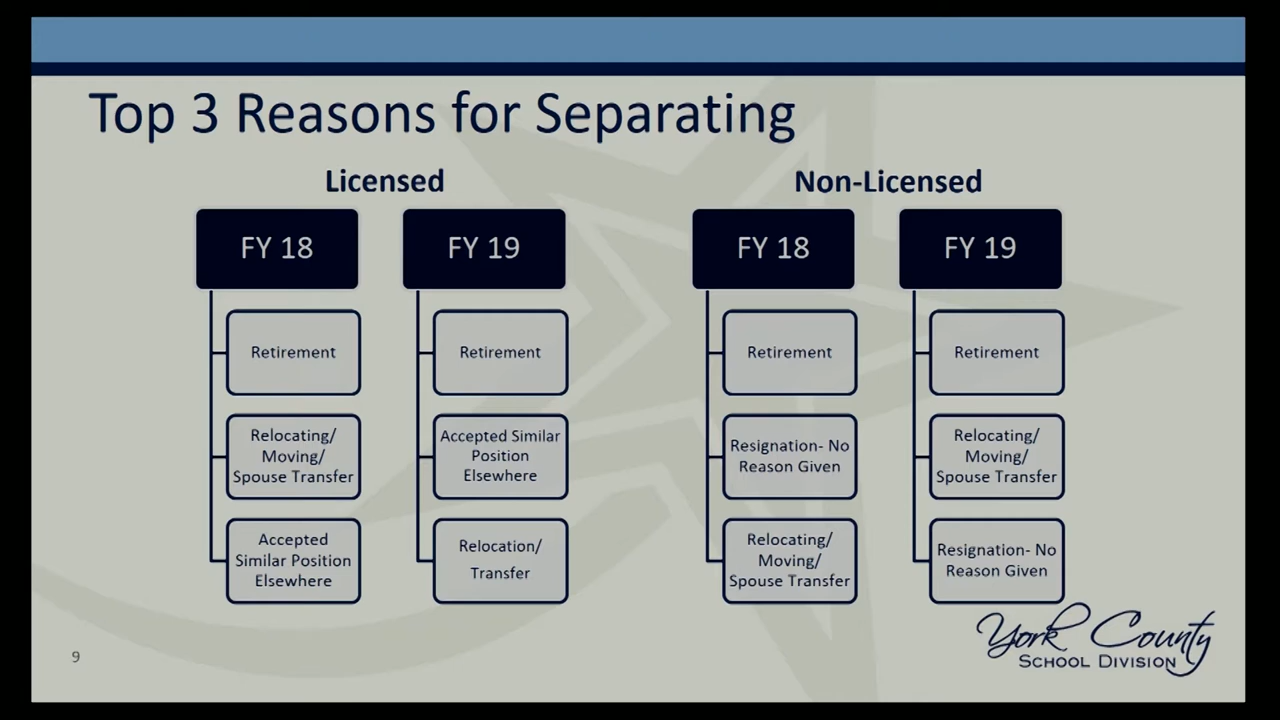 Top 3 Reasons for Separating
Licensed
FY 18
Retirement
Relocating/
Moving/
Spouse Transfer
Accepted
Similar Position
Elsewhere
FY 19
Retirement
Accepted Similar
Position
Elsewhere
Relocation/
Transfer
Non-Licensed
FY 18
Retirement
Resignation- No
Reason Given
Relocating/
Moving/
Spouse Transfer
FY 19
Retirement
Relocating/
Moving/
Spouse Transfer
Resignation- No
Reason Given
9
York County
SCHOOL DIVISION